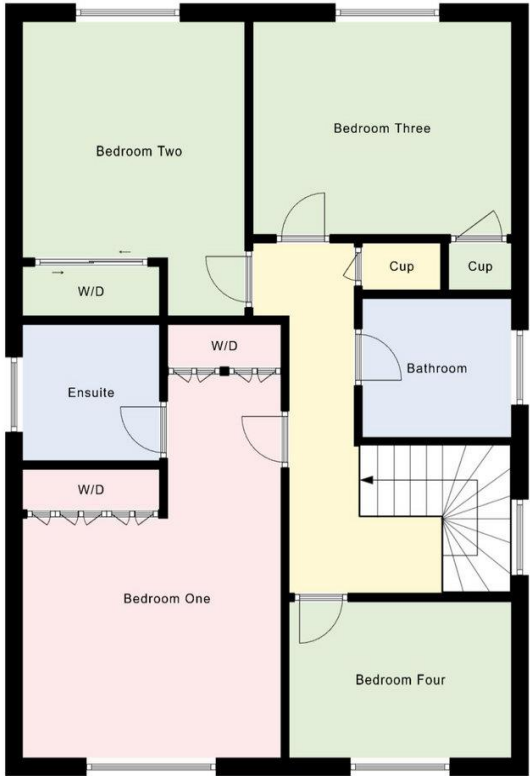 Bedroom Three
Bedroom Two
Cup
Cup
W/D
W/D
Bathroom
Ensuite
W/D
Bedroom One
Bedroom Four